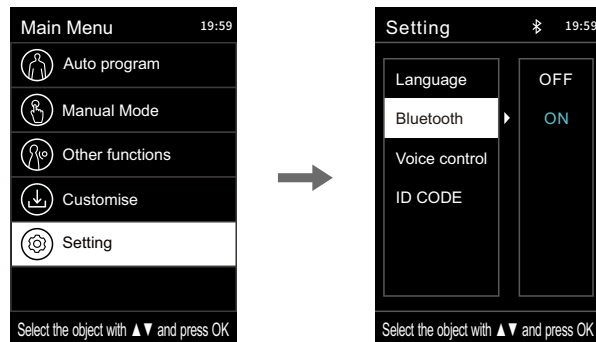 Main Menu 19:59
Auto program
Manual Mode
Other functions
Customise
Setting
Select the object with ▲▼ and press OK
Setting 19:59
Language
Bluetooth
Voice control
ID CODE
OFF
ON
Select the object with ▲▼ and press OK